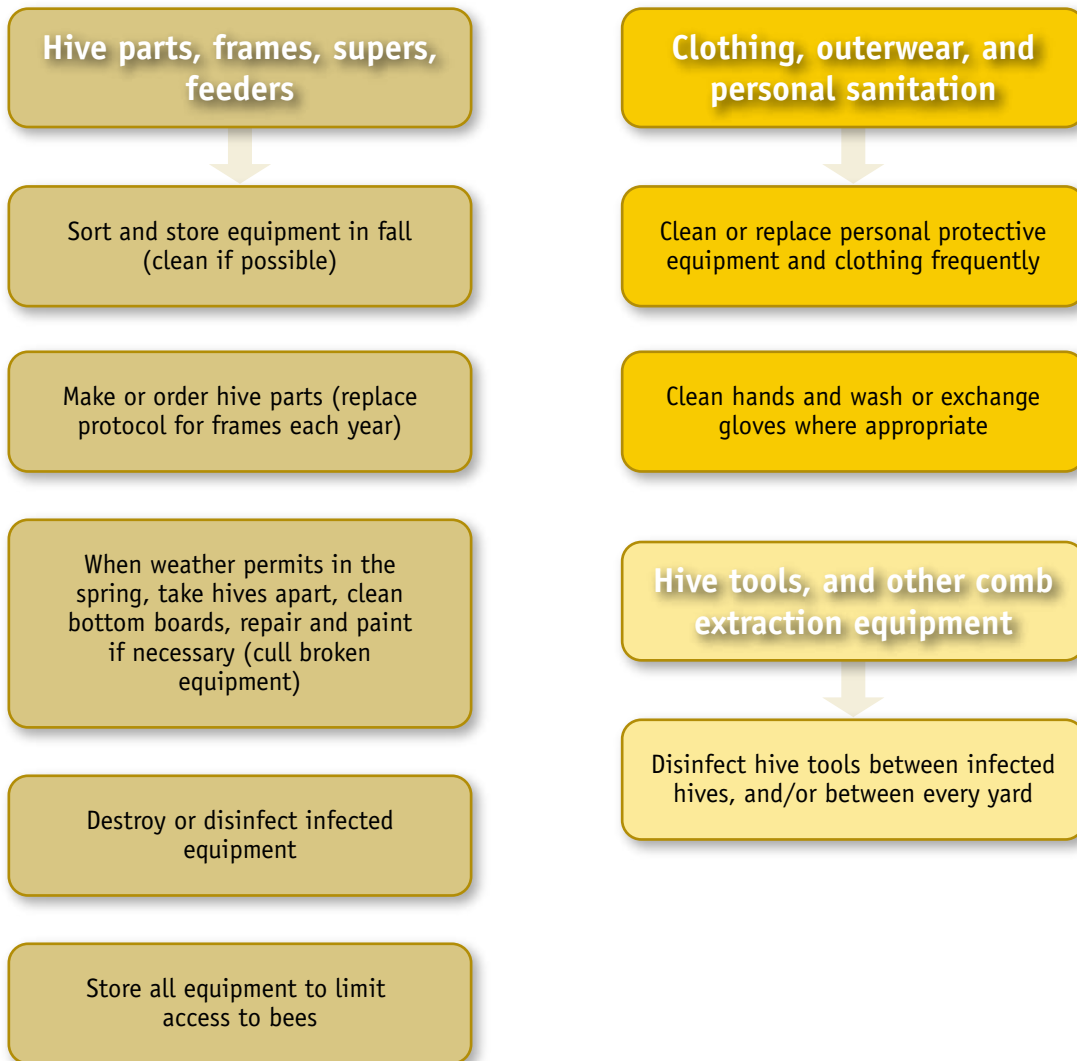 Hive parts, frames, supers,
feeders
Sort and store equipment in fall
(clean if possible)
Make or order hive parts (replace
protocol for frames each year)
When weather permits in the
spring, take hives apart, clean
bottom boards, repair and paint
if necessary (cull broken
equipment)
Destroy or disinfect infected
equipment
Store all equipment to limit
access to bees
Clothing, outerwear, and
personal sanitation
Clean or replace personal protective
equipment and clothing frequently
Clean hands and wash or exchange
gloves where appropriate
Hive tools, and other comb
extraction equipment
Disinfect hive tools between infected
hives, and/or between every yard